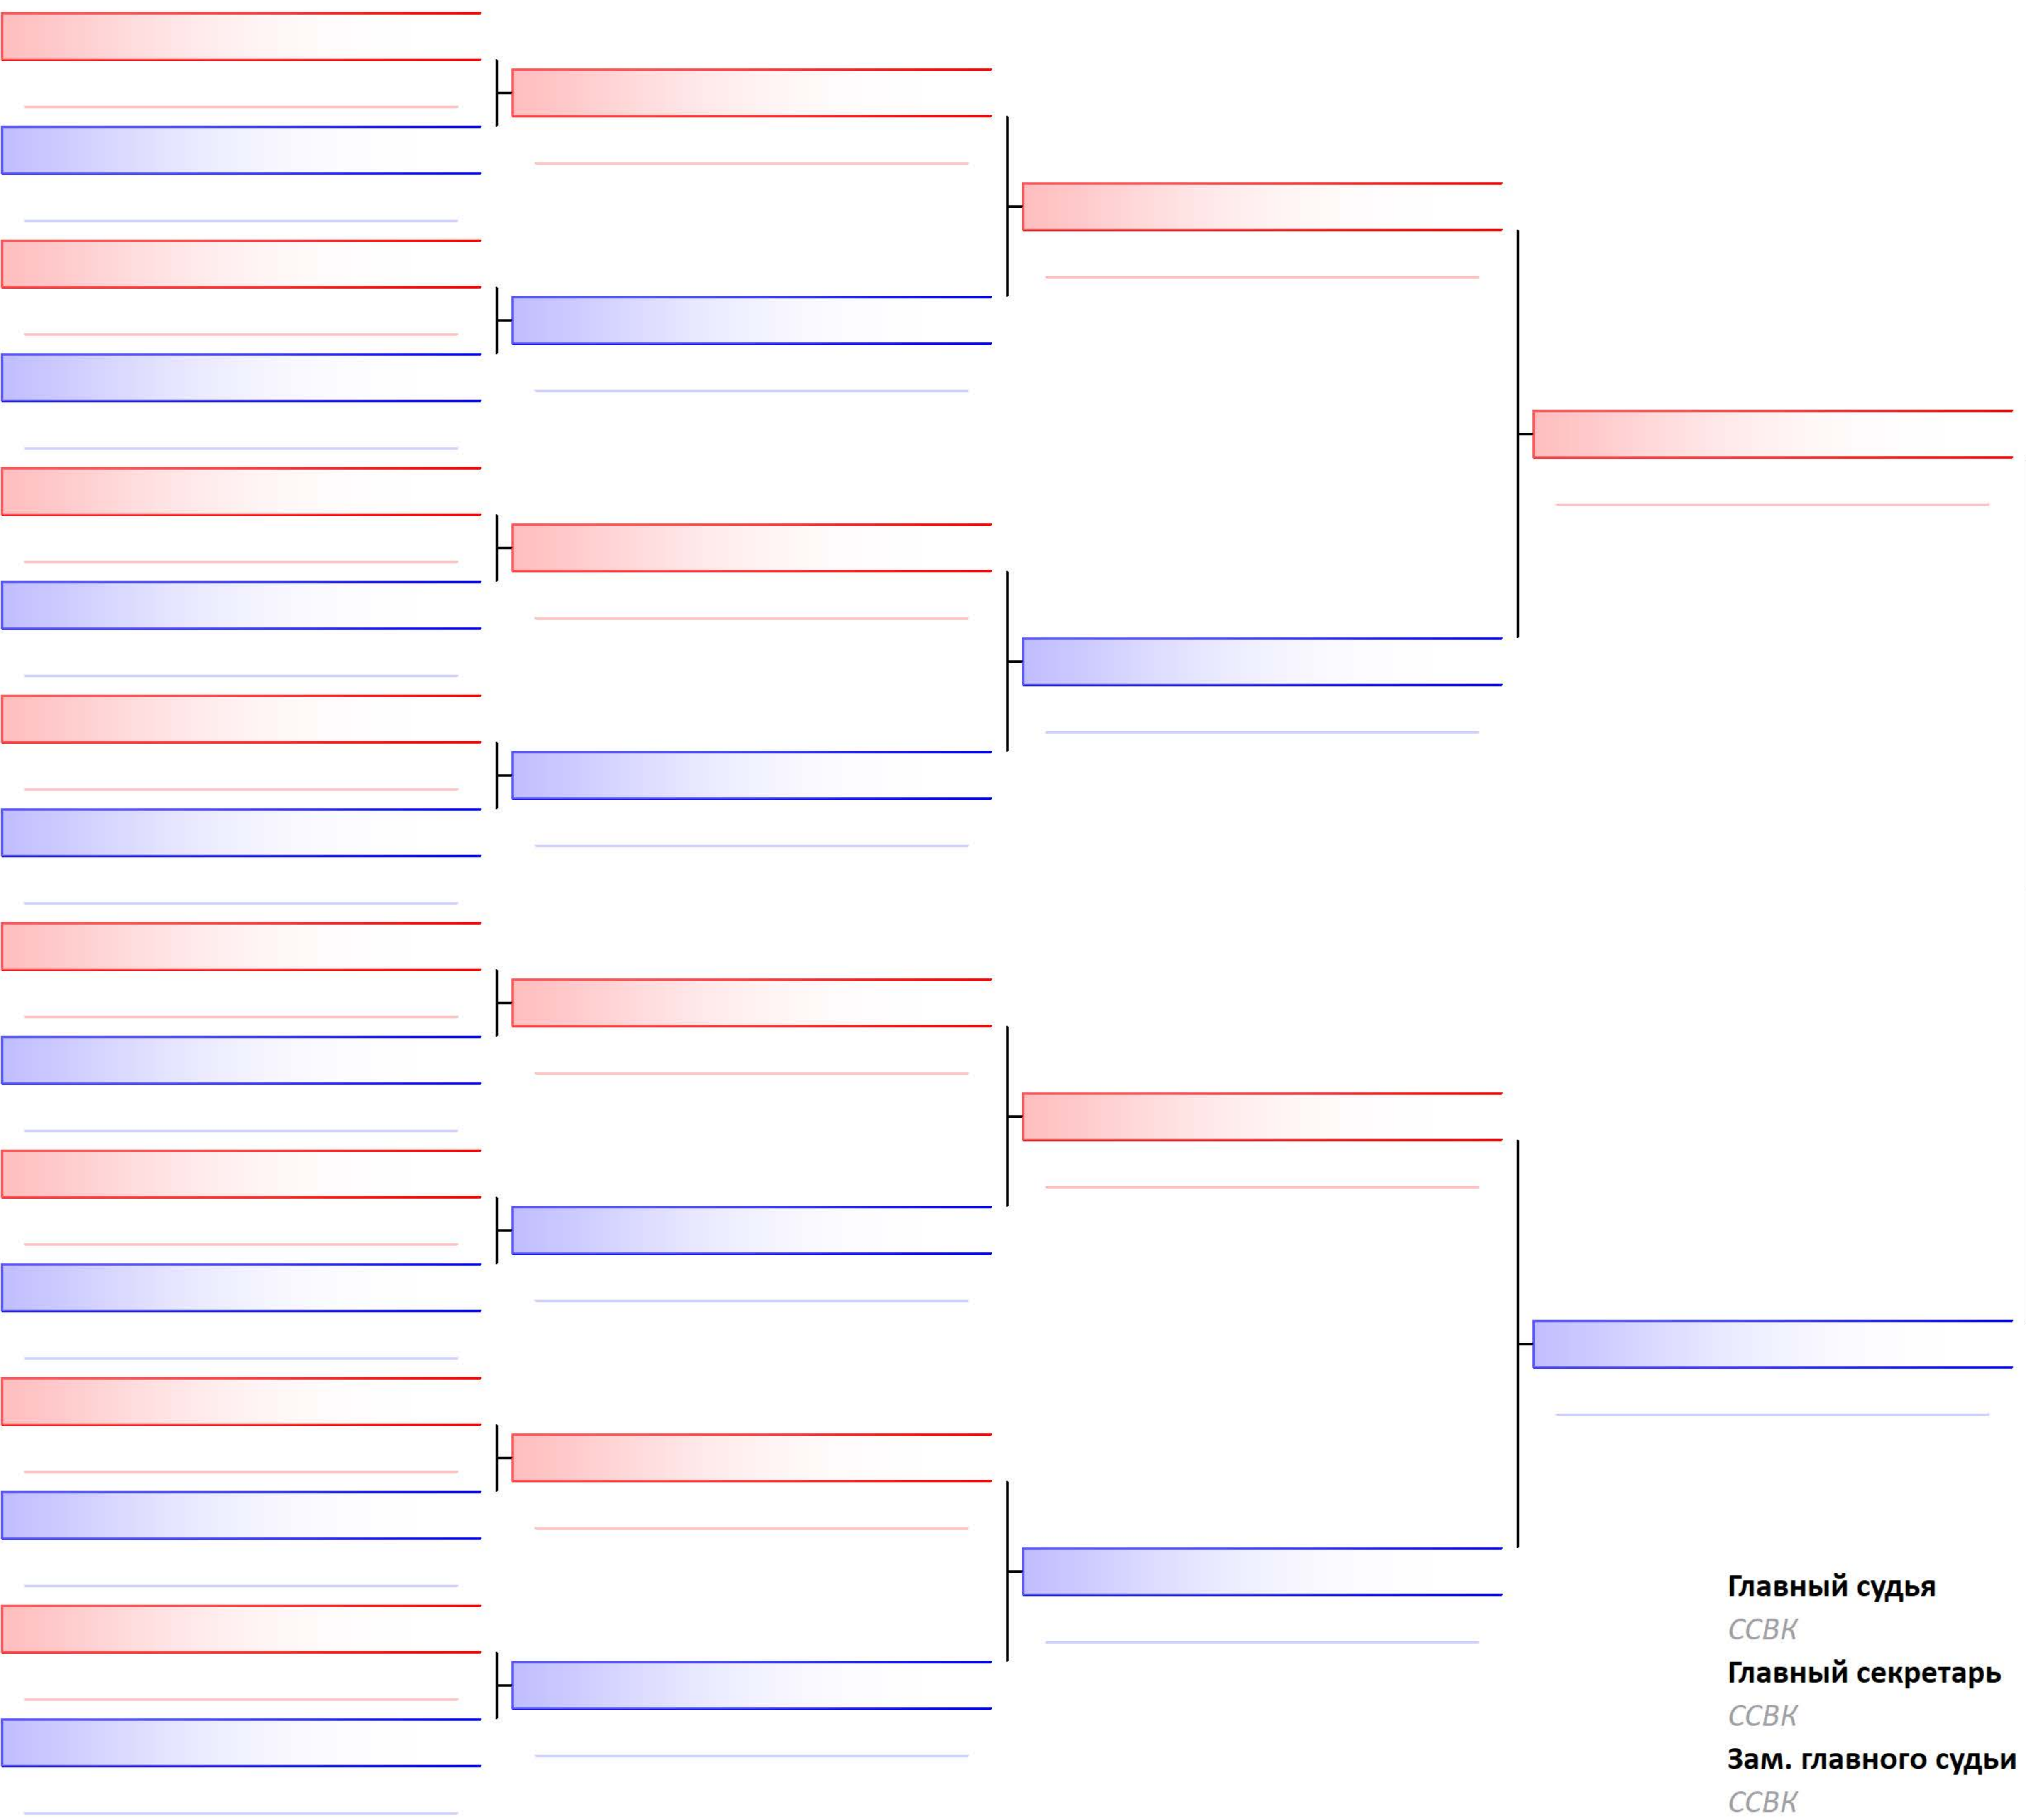 Главный судья
ССВК
Главный секретарь
ССВК
Зам. главного судьи
ССВК